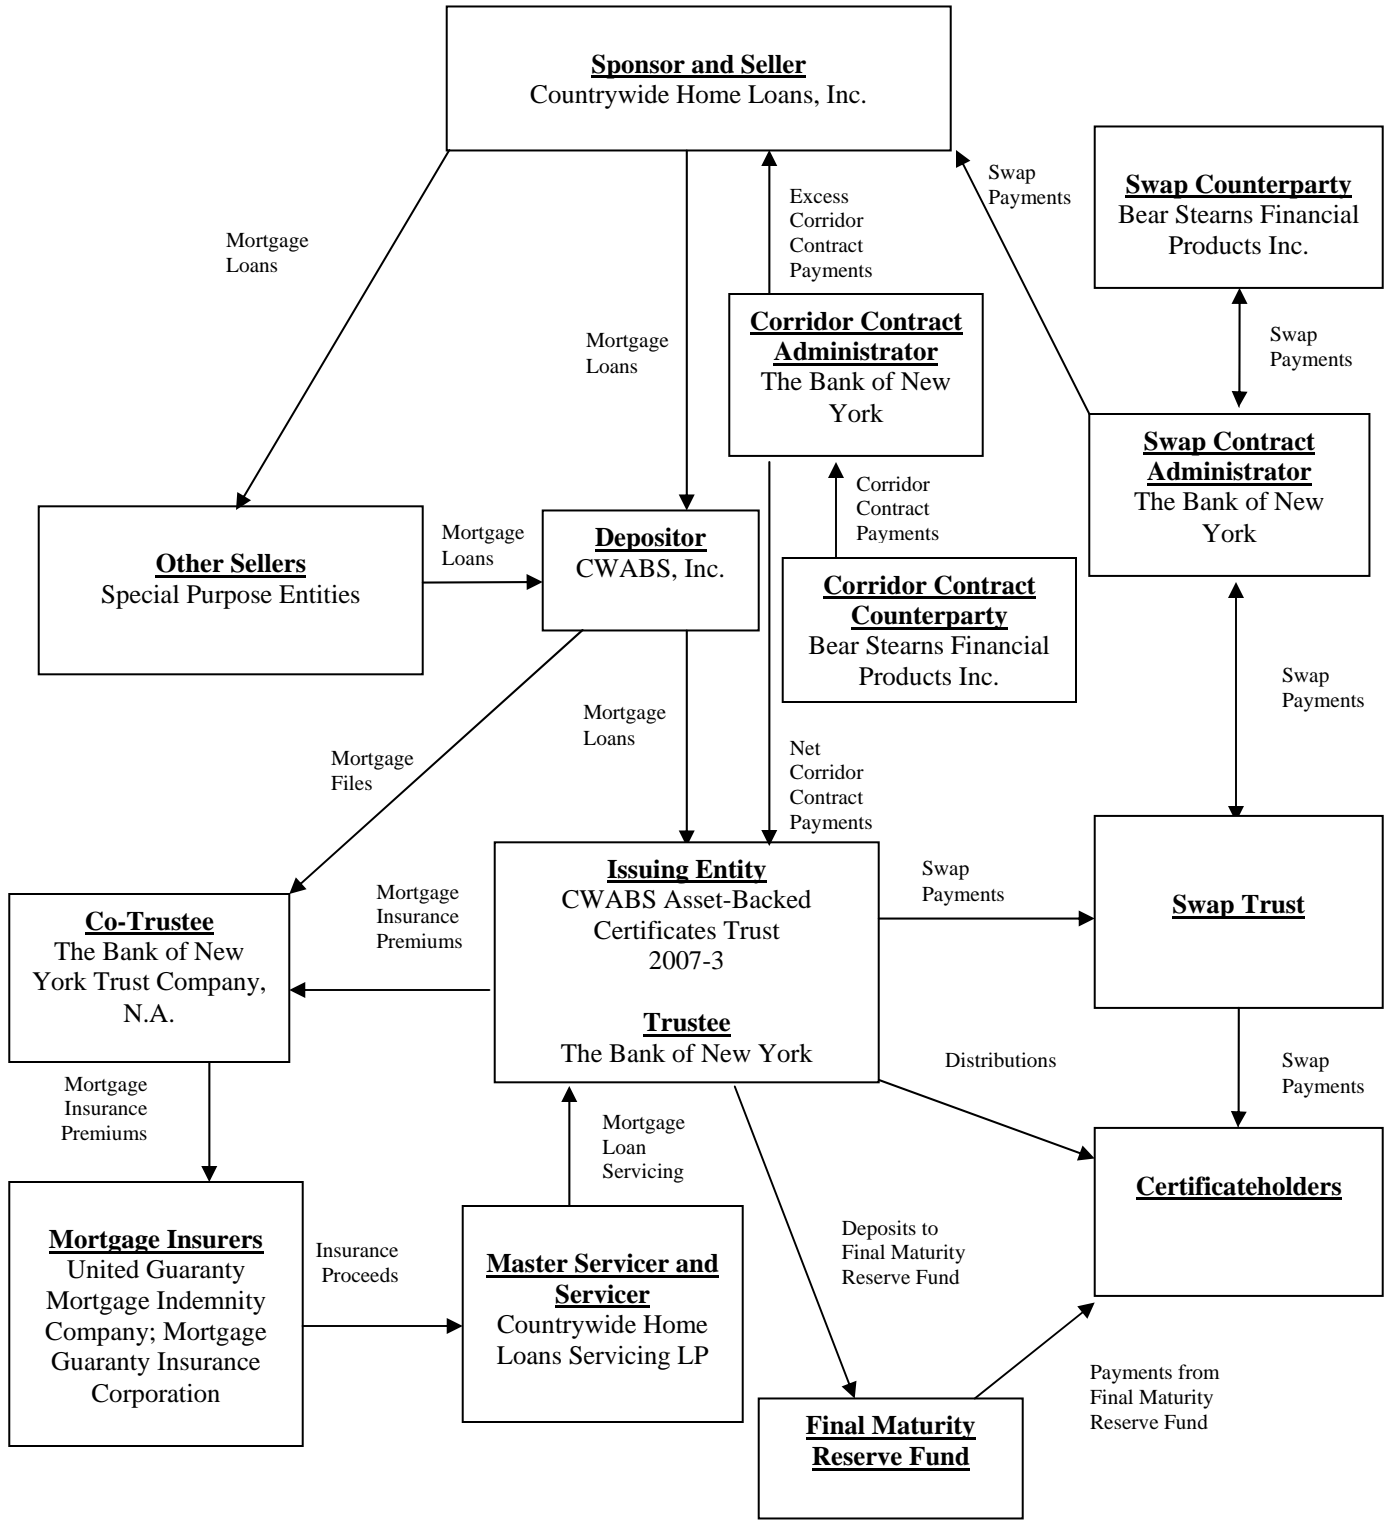 Sponsor and Seller
Countrywide Home Loans, Inc.
Swap
Payments
Swap Counterparty
Bear Stearns Financial
Products Inc.
Excess
Corridor
Contract
Payments
Mortgage
Loans
Mortgage
Loans
Corridor Contract
Administrator
The Bank of New
York
Swap
Payments
Swap Contract
Administrator
The Bank of New
York
Corridor
Contract
Payments
Other Sellers
Special Purpose Entities
Mortgage
Loans
Depositor
CWABS, Inc.
Corridor Contract
Counterparty
Bear Stearns Financial
Products Inc.
Swap
Payments
Mortgage
Loans
Mortgage
Files
Net
Corridor
Contract
Payments
Co-Trustee
The Bank of New
York Trust Company,
N.A.
Mortgage
Insurance
Premiums
Issuing Entity
CWABS Asset-Backed
Certificates Trust
2007-3
Trustee
The Bank of New York
Swap
Payments
Swap Trust
Distributions
Swap
Payments
Mortgage
Insurance
Premiums
Mortgage
Loan
Servicing
Certificateholders
Mortgage Insurers
United Guaranty
Mortgage Indemnity
Company; Mortgage
Guaranty Insurance
Corporation
Insurance
Proceeds
Master Servicer and
Servicer
Countrywide Home
Loans Servicing LP
Deposits to
Final Maturity
Reserve Fund
Payments from
Final Maturity
Reserve Fund
Final Maturity
Reserve Fund